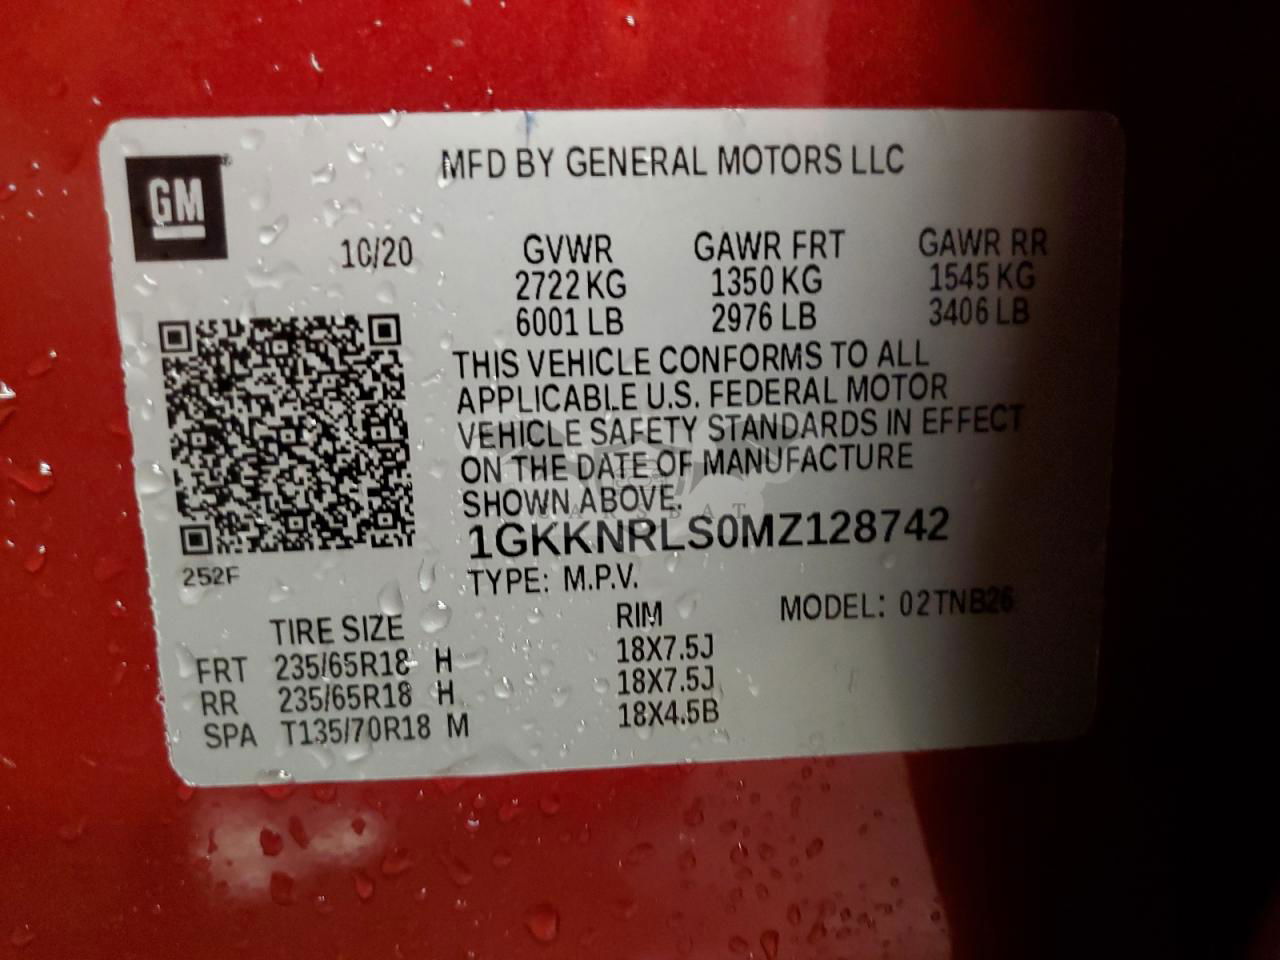 GM
MFD BY GENERAL MOTORS LLC
10/20 GVWR GAWR FRT GAWR RR
2722 KG 1350 KG 1545 KG
6001 LB 2976 LB 3406 LB
THIS VEHICLE CONFORMS TO ALL
APPLICABLE U.S. FEDERAL MOTOR
VEHICLE SAFETY STANDARDS IN EFFECT
ON THE DATE OF MANUFACTURE
SHOWN ABOVE.
CARSBAT
1GKKNRLS0MZ128742
252F
TYPE: M.P.V. MODEL: 02TNB26
TIRE SIZE RIM
FRT 235/65R18 H 18X7.5J
RR 235/65R18 H 18X7.5J
SPA T135/70R18 M 18X4.5B